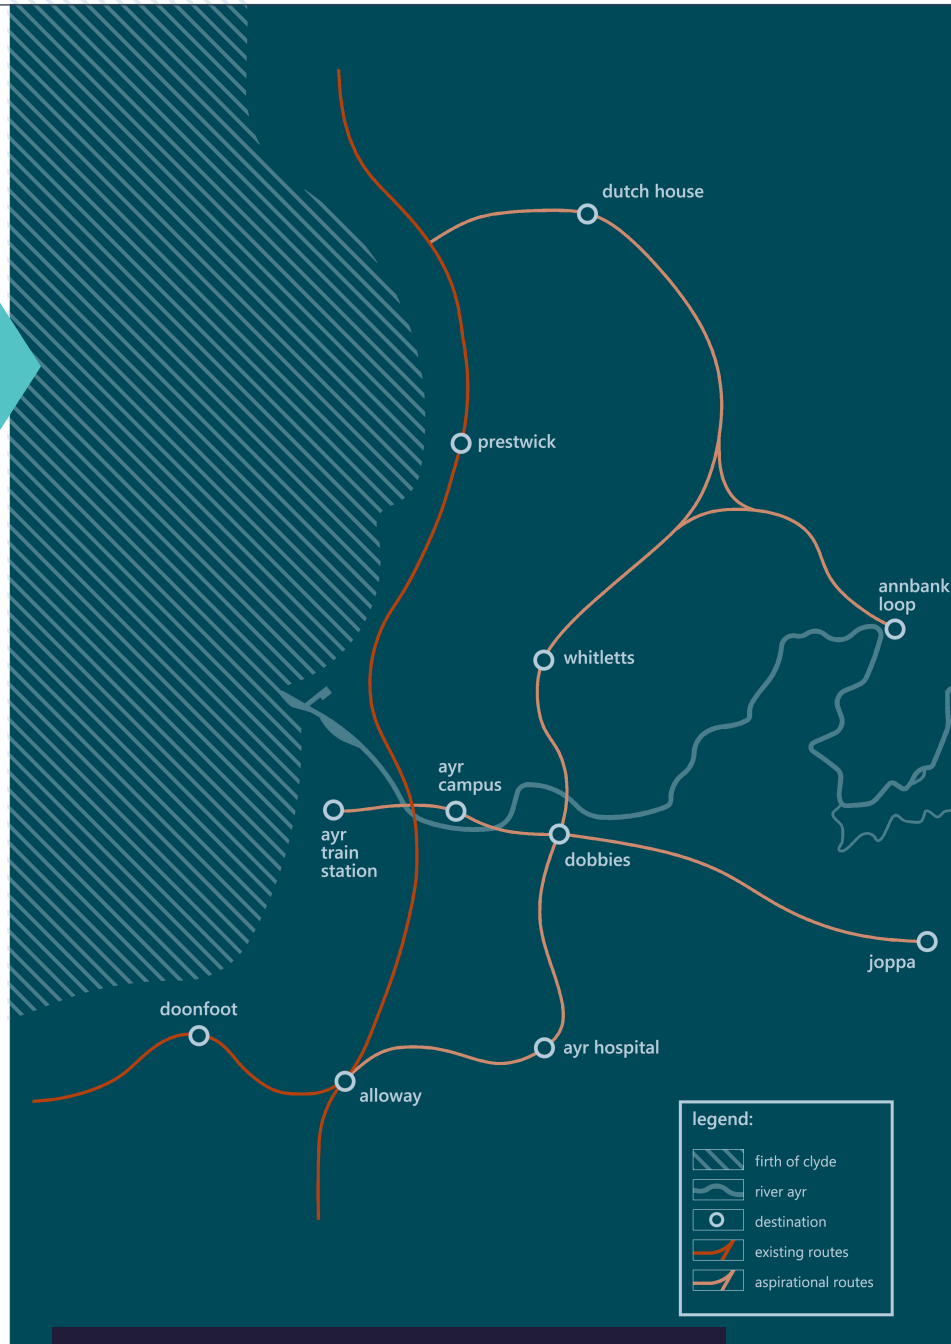 dutch house
prestwick
annbank
loop
whitletts
ayr
campus
ayr
train
station
dobbies
joppa
doonfoot
ayr hospital
alloway
legend:
firth of clyde
river ayr
destination
existing routes
aspirational routes